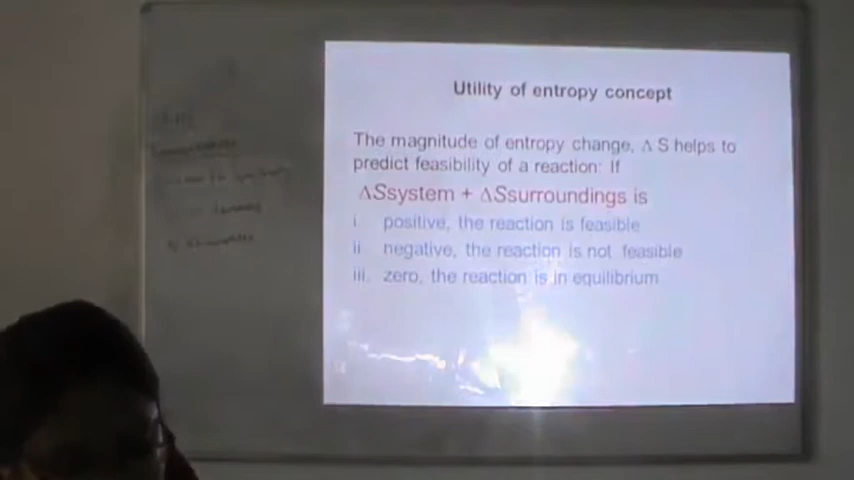 Utility of entropy concept
The magnitude of entropy change, Δ S helps to
predict feasibility of a reaction: If
ΔSsystem + ΔSsurroundings is
i positive, the reaction is feasible
ii negative, the reaction is not feasible
iii. zero, the reaction is in equilibrium